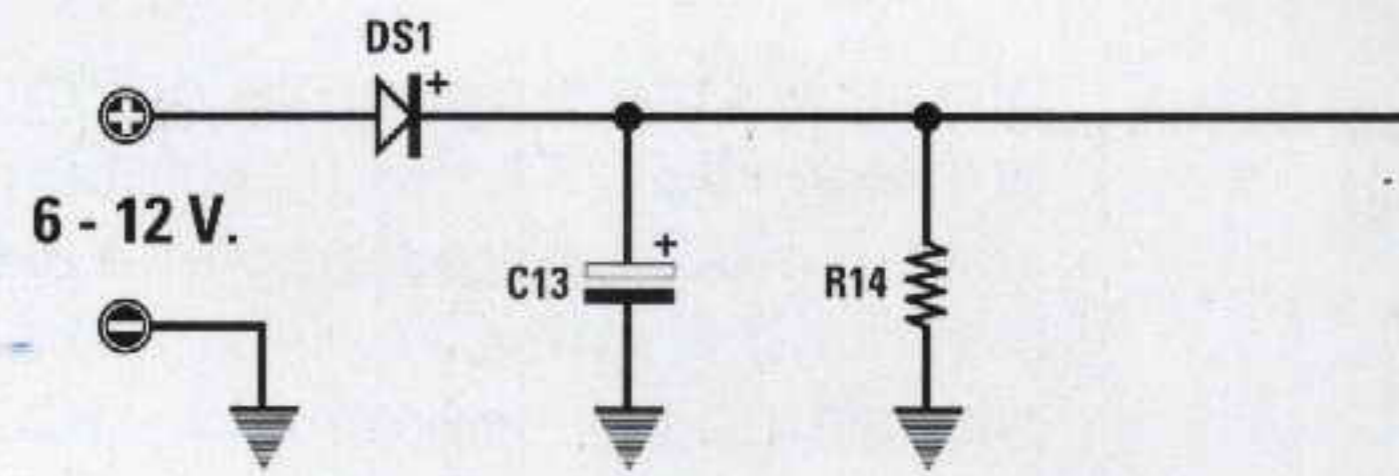 DS1
+
+
6 - 12 V.
+
C13
R14
-